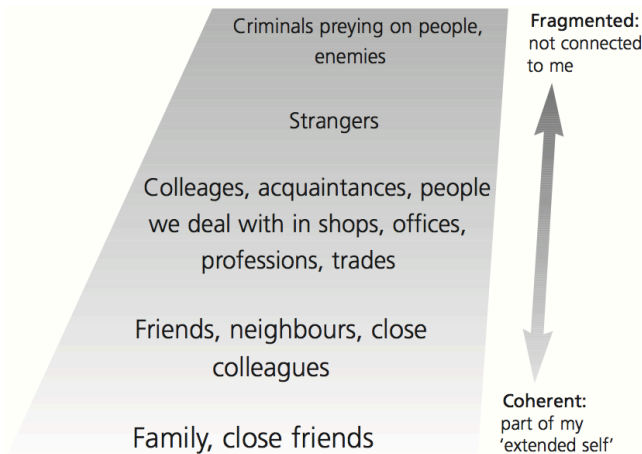 Criminals preying on people,
enemies
Strangers
Colleages, acquaintances, people
we deal with in shops, offices,
professions, trades
Friends, neighbours, close
colleagues
Family, close friends
Fragmented:
not connected
to me
Coherent:
part of my
'extended self'